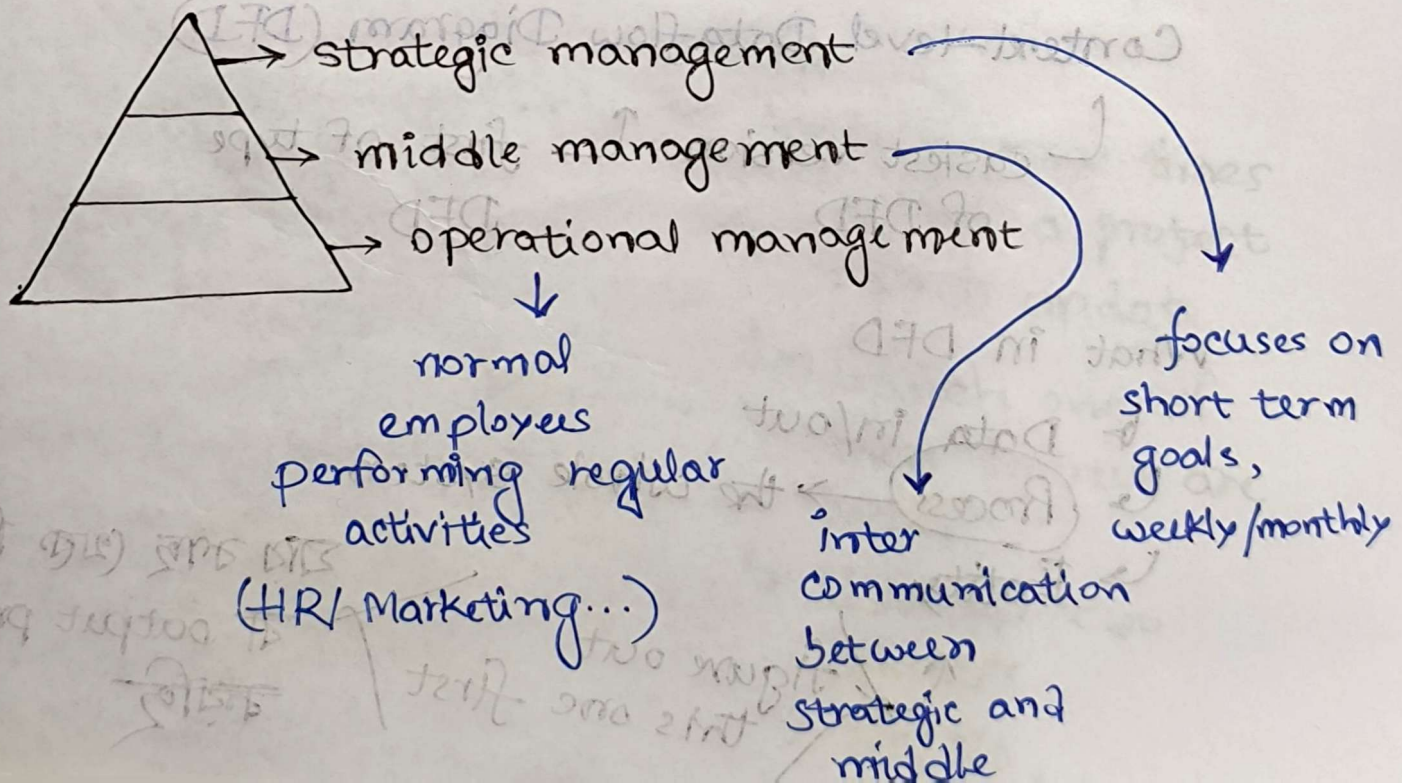 strategic management
middle management
operational management
normal
employees
performing regular
activities
(HR/ Marketing...)
inter
communication
between
strategic and
middle
focuses on
short term
goals,
weekly/monthly